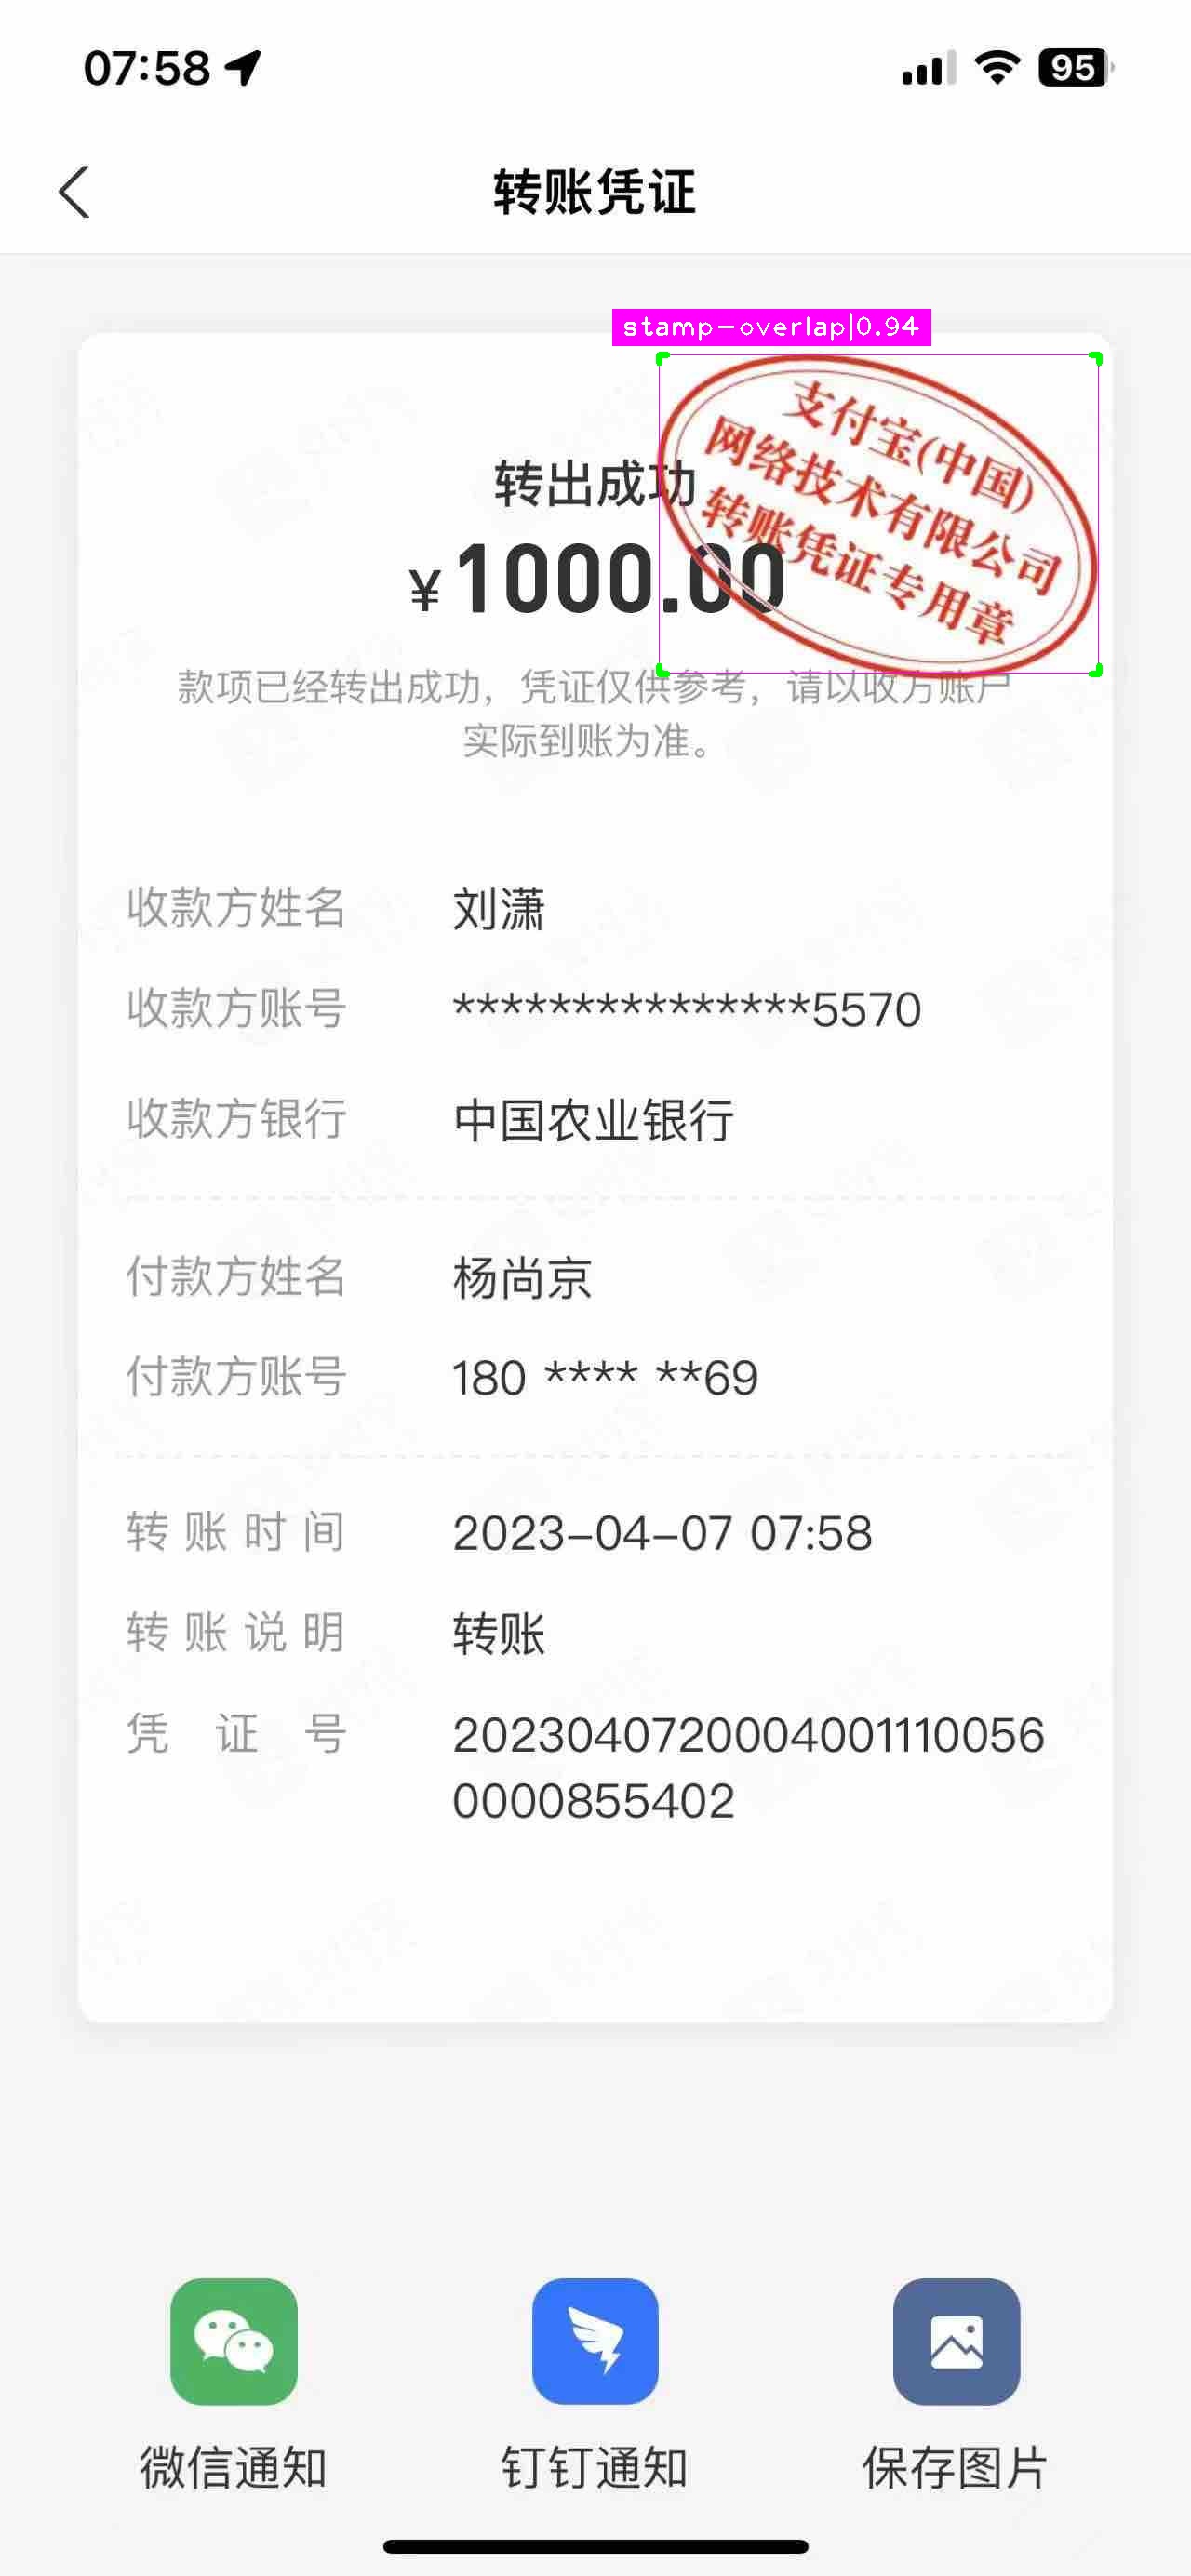 07:58
95
转账凭证
stamp-overlap|0.94
支付宝(中国)
网络技术有限公司
转账凭证专用章
转出成功
¥1000.00
款项已经转出成功，凭证仅供参考，请以收方账户
实际到账为准。
收款方姓名 刘潇
收款方账号 ***************5570
收款方银行 中国农业银行
付款方姓名 杨尚京
付款方账号 180 **** **69
转账时间 2023-04-07 07:58
转账说明 转账
凭证号 2023040720004001110056
0000855402
微信通知 钉钉通知 保存图片